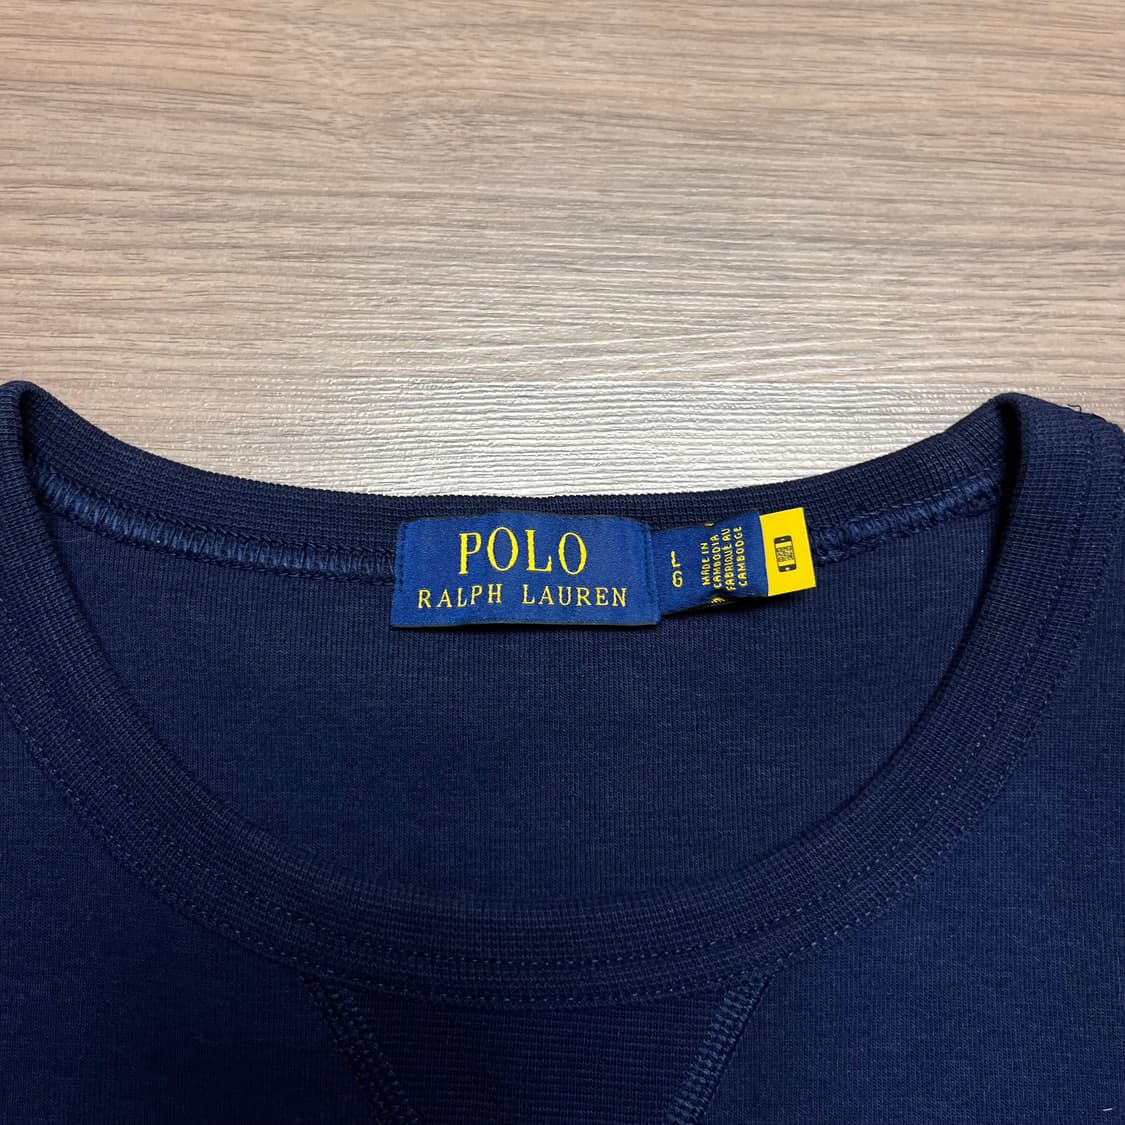 POLO
RALPH LAUREN
L
G
MADE IN
CAMBODIA
FABRIQUÉ AU
CAMBODGE